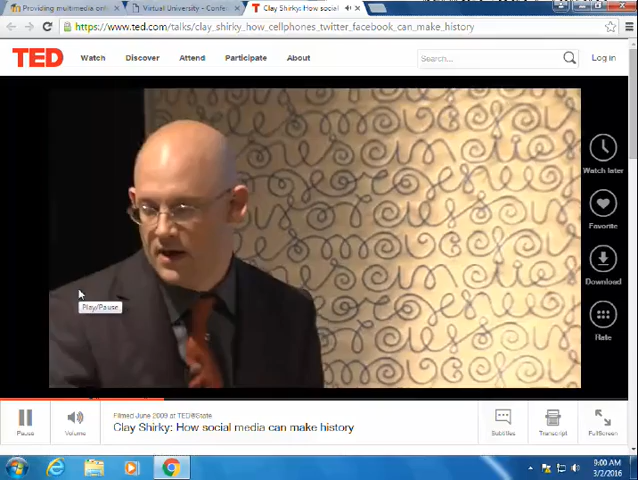 Providing multimedia onli
Virtual University - Confe
Clay Shirky: How social
https://www.ted.com/talks/clay_shirky_how_cellphones_twitter_facebook_can_make_history
TED Watch Discover Attend Participate About Search... Log in
Watch later
Favorite
Download
Rate
Play/Pause
Pause Volume
Filmed June 2009 at TED@State
Clay Shirky: How social media can make history
Subtitles Transcript FullScreen
9:00 AM
3/2/2016